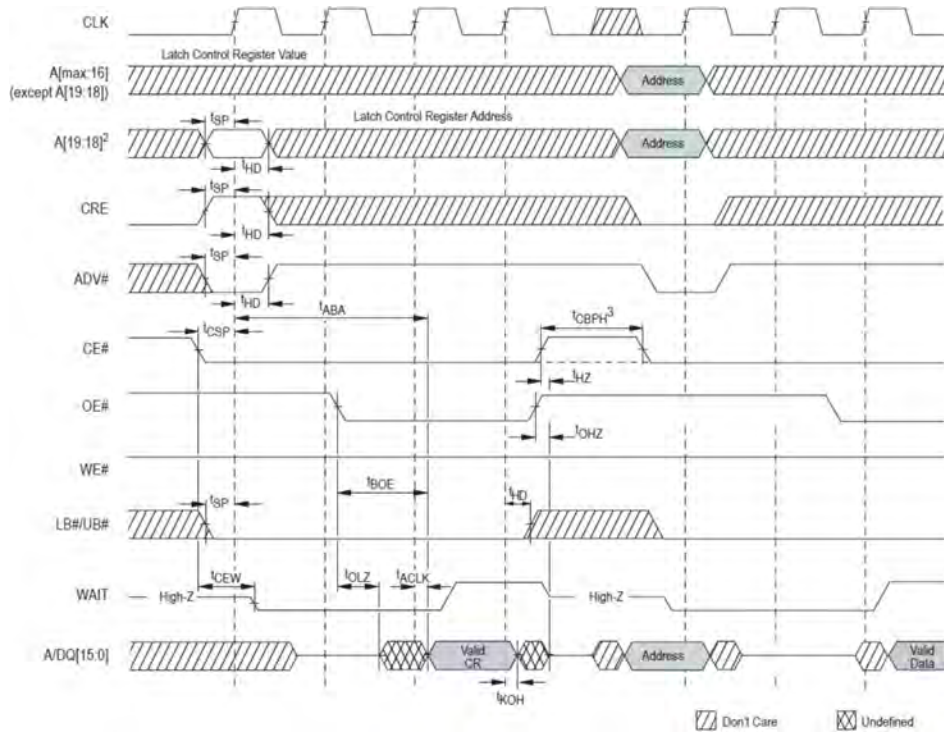 CLK
Latch Control Register Value
A[max:16]
(except A[19:18])
Address
tSP
Latch Control Register Address
A[19:18]2
Address
tHD
tSP
CRE
tHD
tSP
ADV#
tHD
tABA
tCSP
tCBPH3
CE#
tHZ
OE#
tOHZ
WE#
tBOE
tHD
tSP
LB#/UB#
tCEW
tOLZ
tACLK
WAIT
High-Z
High-Z
A/DQ[15:0]
Valid
CR
Address
Valid
Data
tKOH
Don't Care
Undefined